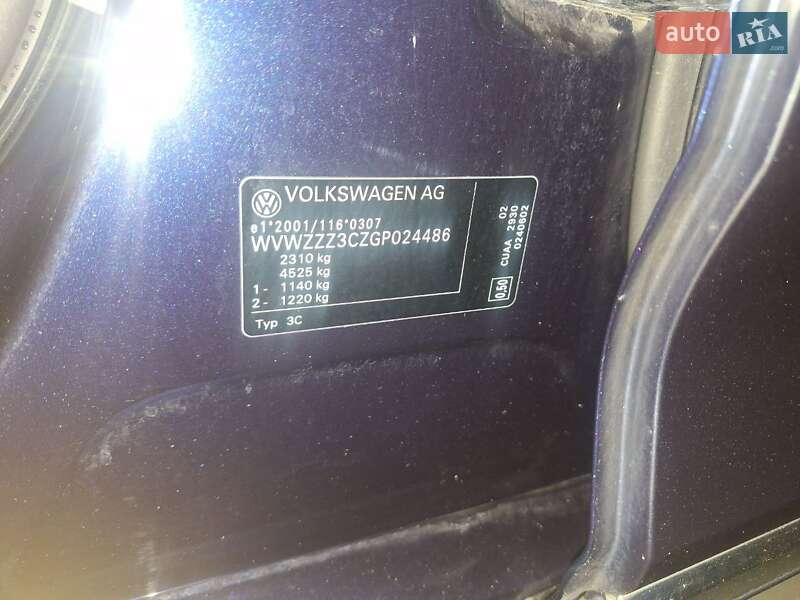 auto RIA .com
VOLKSWAGEN AG
e1*2001/116*0307
WVWZZZ3CZGP024486
2310 kg
4525 kg
1 - 1140 kg
2 - 1220 kg
Typ 3C
02
CUAA 2930
0240602
0.50